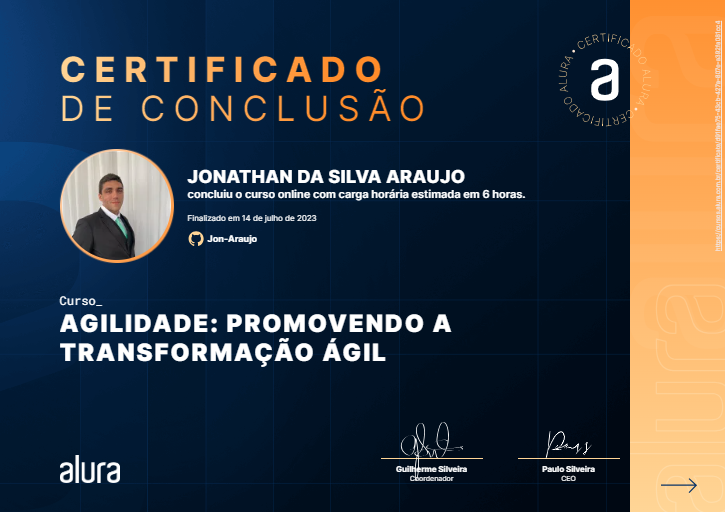 CERTIFICADO
DE CONCLUSÃO
ALURA • CERTIFICADO ALURA • CERTIFICADO
a
JONATHAN DA SILVA ARAUJO
concluiu o curso online com carga horária estimada em 6 horas.
Finalizado em 14 de julho de 2023
Jon-Araujo
Curso_
AGILIDADE: PROMOVENDO A
TRANSFORMAÇÃO ÁGIL
Guilherme Silveira
Coordenador
Paulo Silveira
CEO
alura
alura